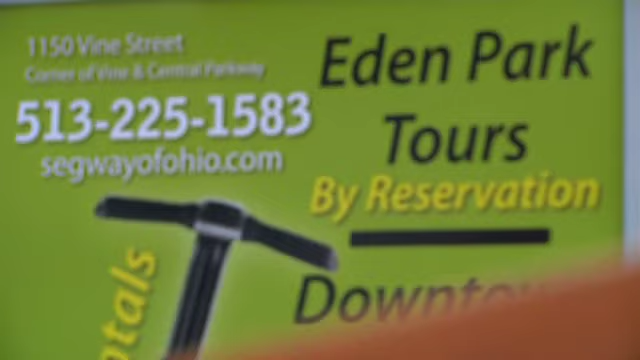 1150 Vine Street
Corner of Vine & Central Parkway
513-225-1583
segwayofohio.com
Eden Park
Tours
By Reservation